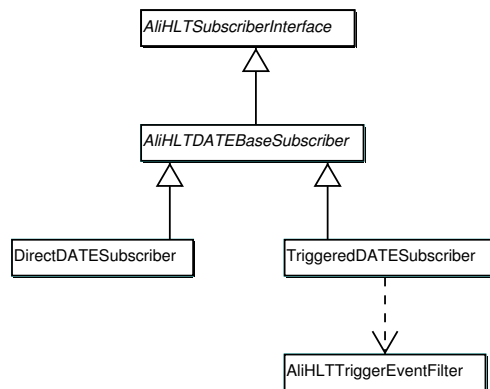 AliHLTSubscriberInterface
AliHLTDATEBaseSubscriber
DirectDATESubscriber
TriggeredDATESubscriber
AliHLTTriggerEventFilter